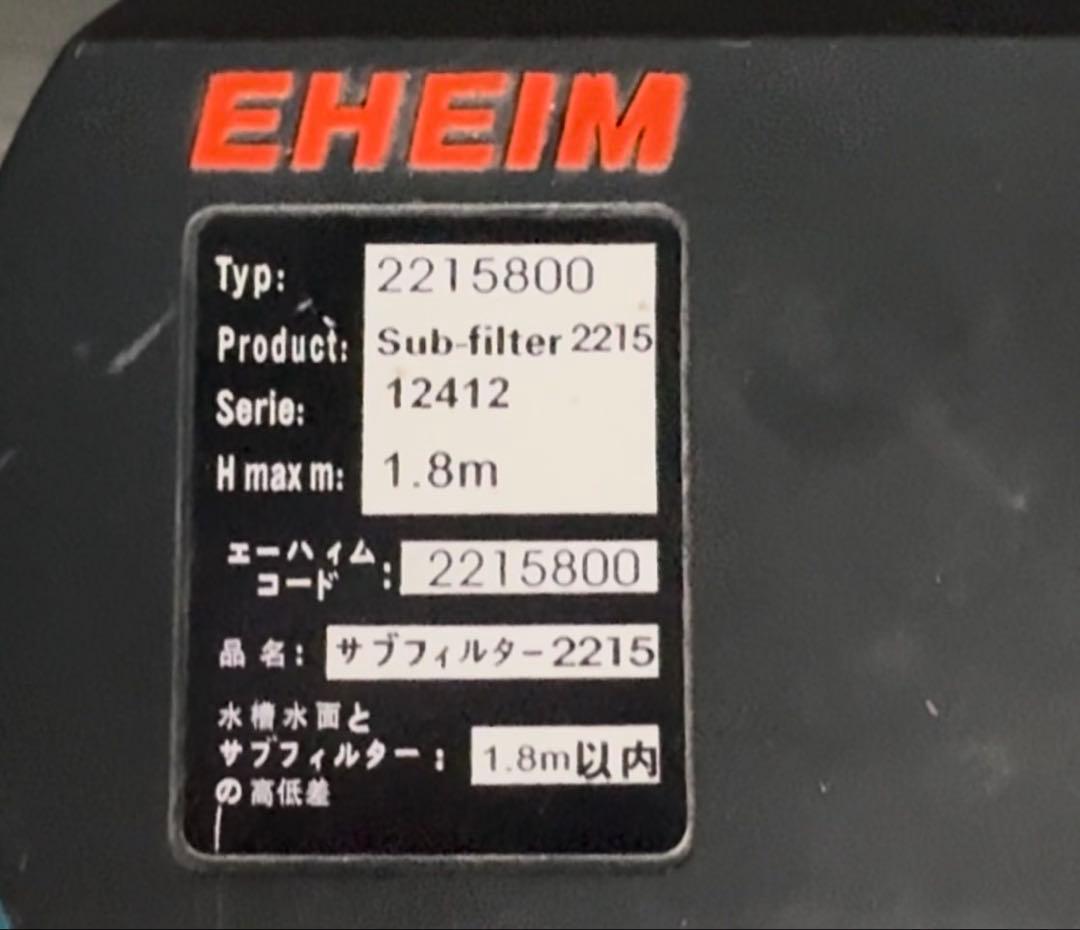 EHEIM
Typ: 2215800
Product: Sub-filter 2215
Serie: 12412
H max m: 1.8m
エーハイム
コード : 2215800
品名: サブフィルター2215
水槽水面と
サブフィルター: 1.8m以内
の高低差